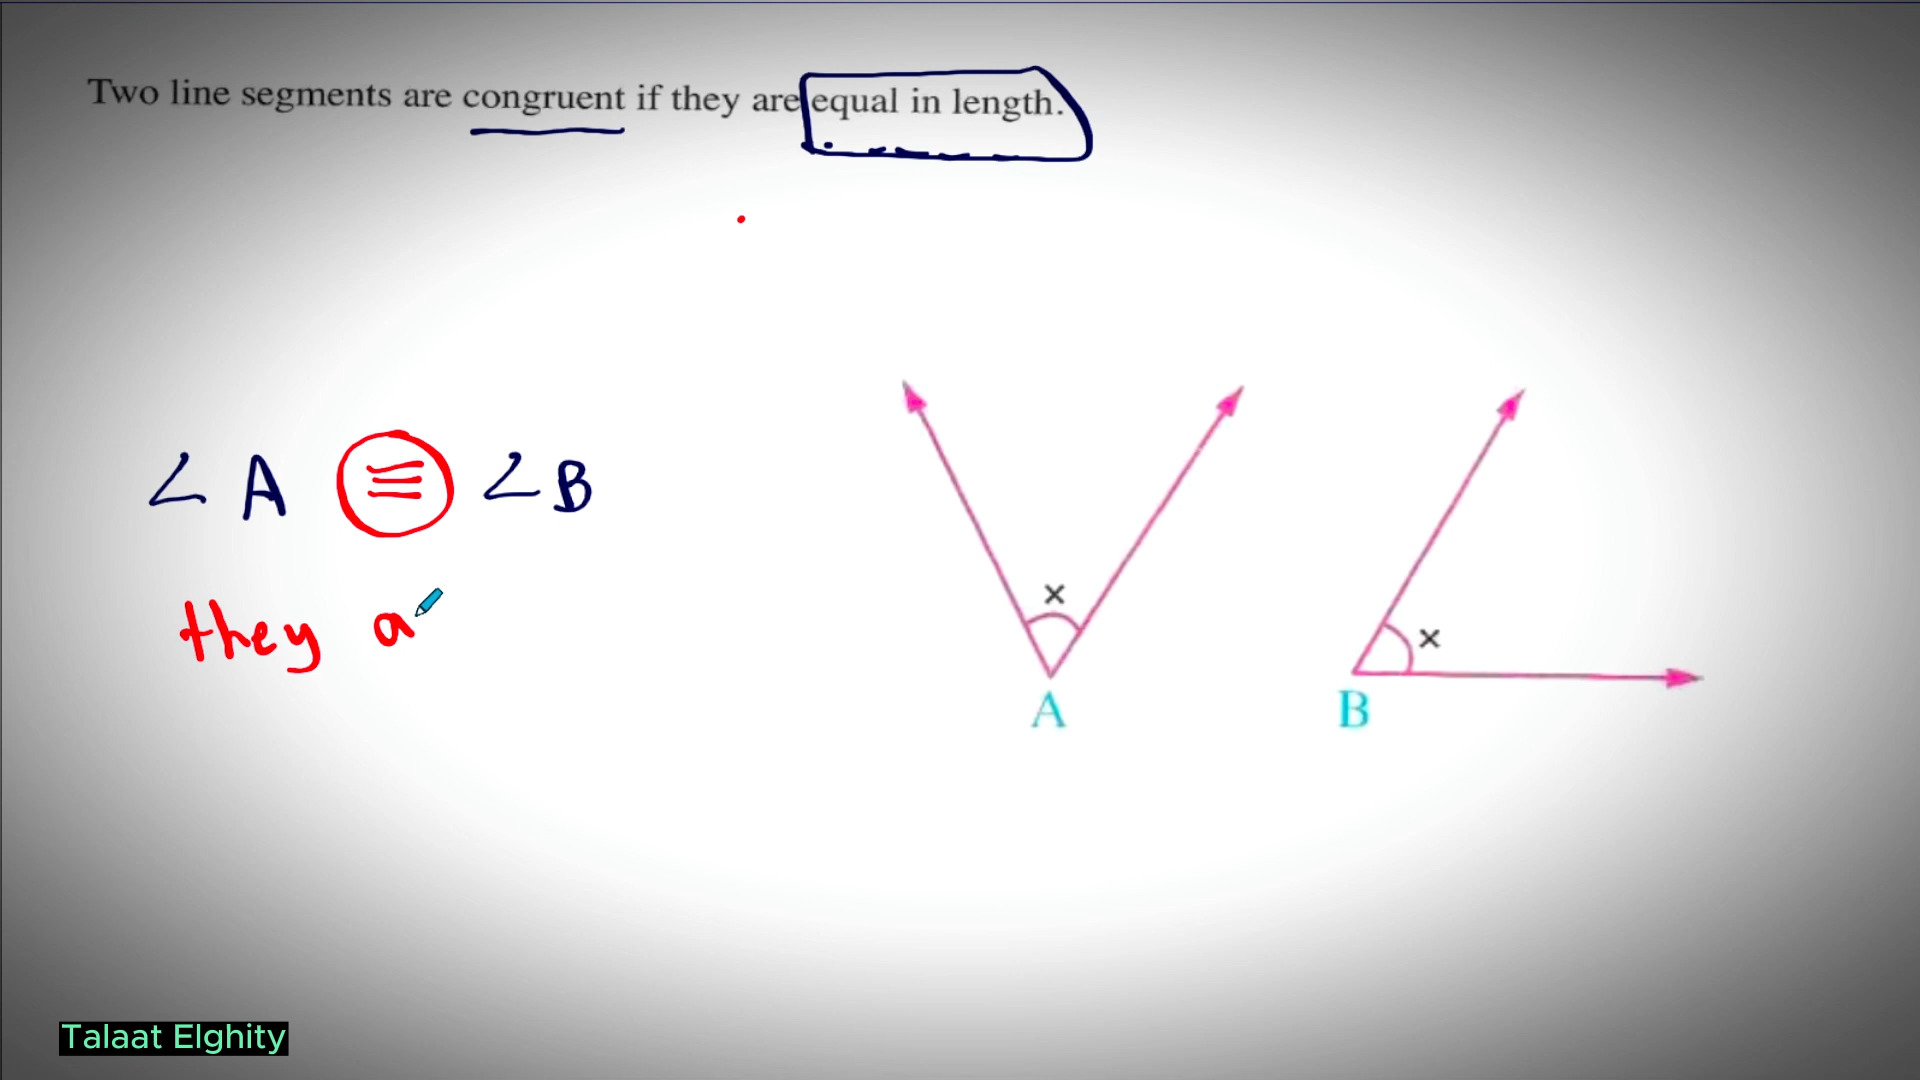 Two line segments are congruent if they are equal in length.
∠ A ≡ ∠ B
they a
×
×
A
B
Talaat Elghity